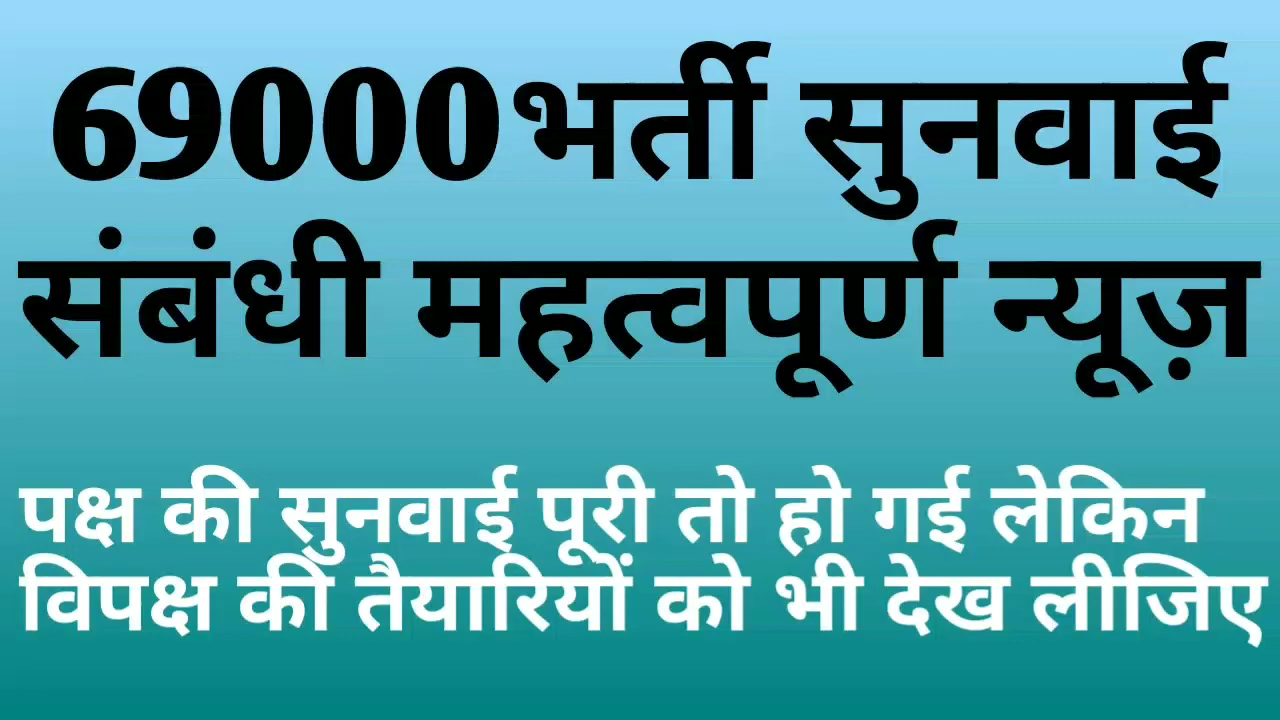 69000भर्ती सुनवाई
संबंधी महत्वपूर्ण न्यूज़
पक्ष की सुनवाई पूरी तो हो गई लेकिन
विपक्ष की तैयारियों को भी देख लीजिए